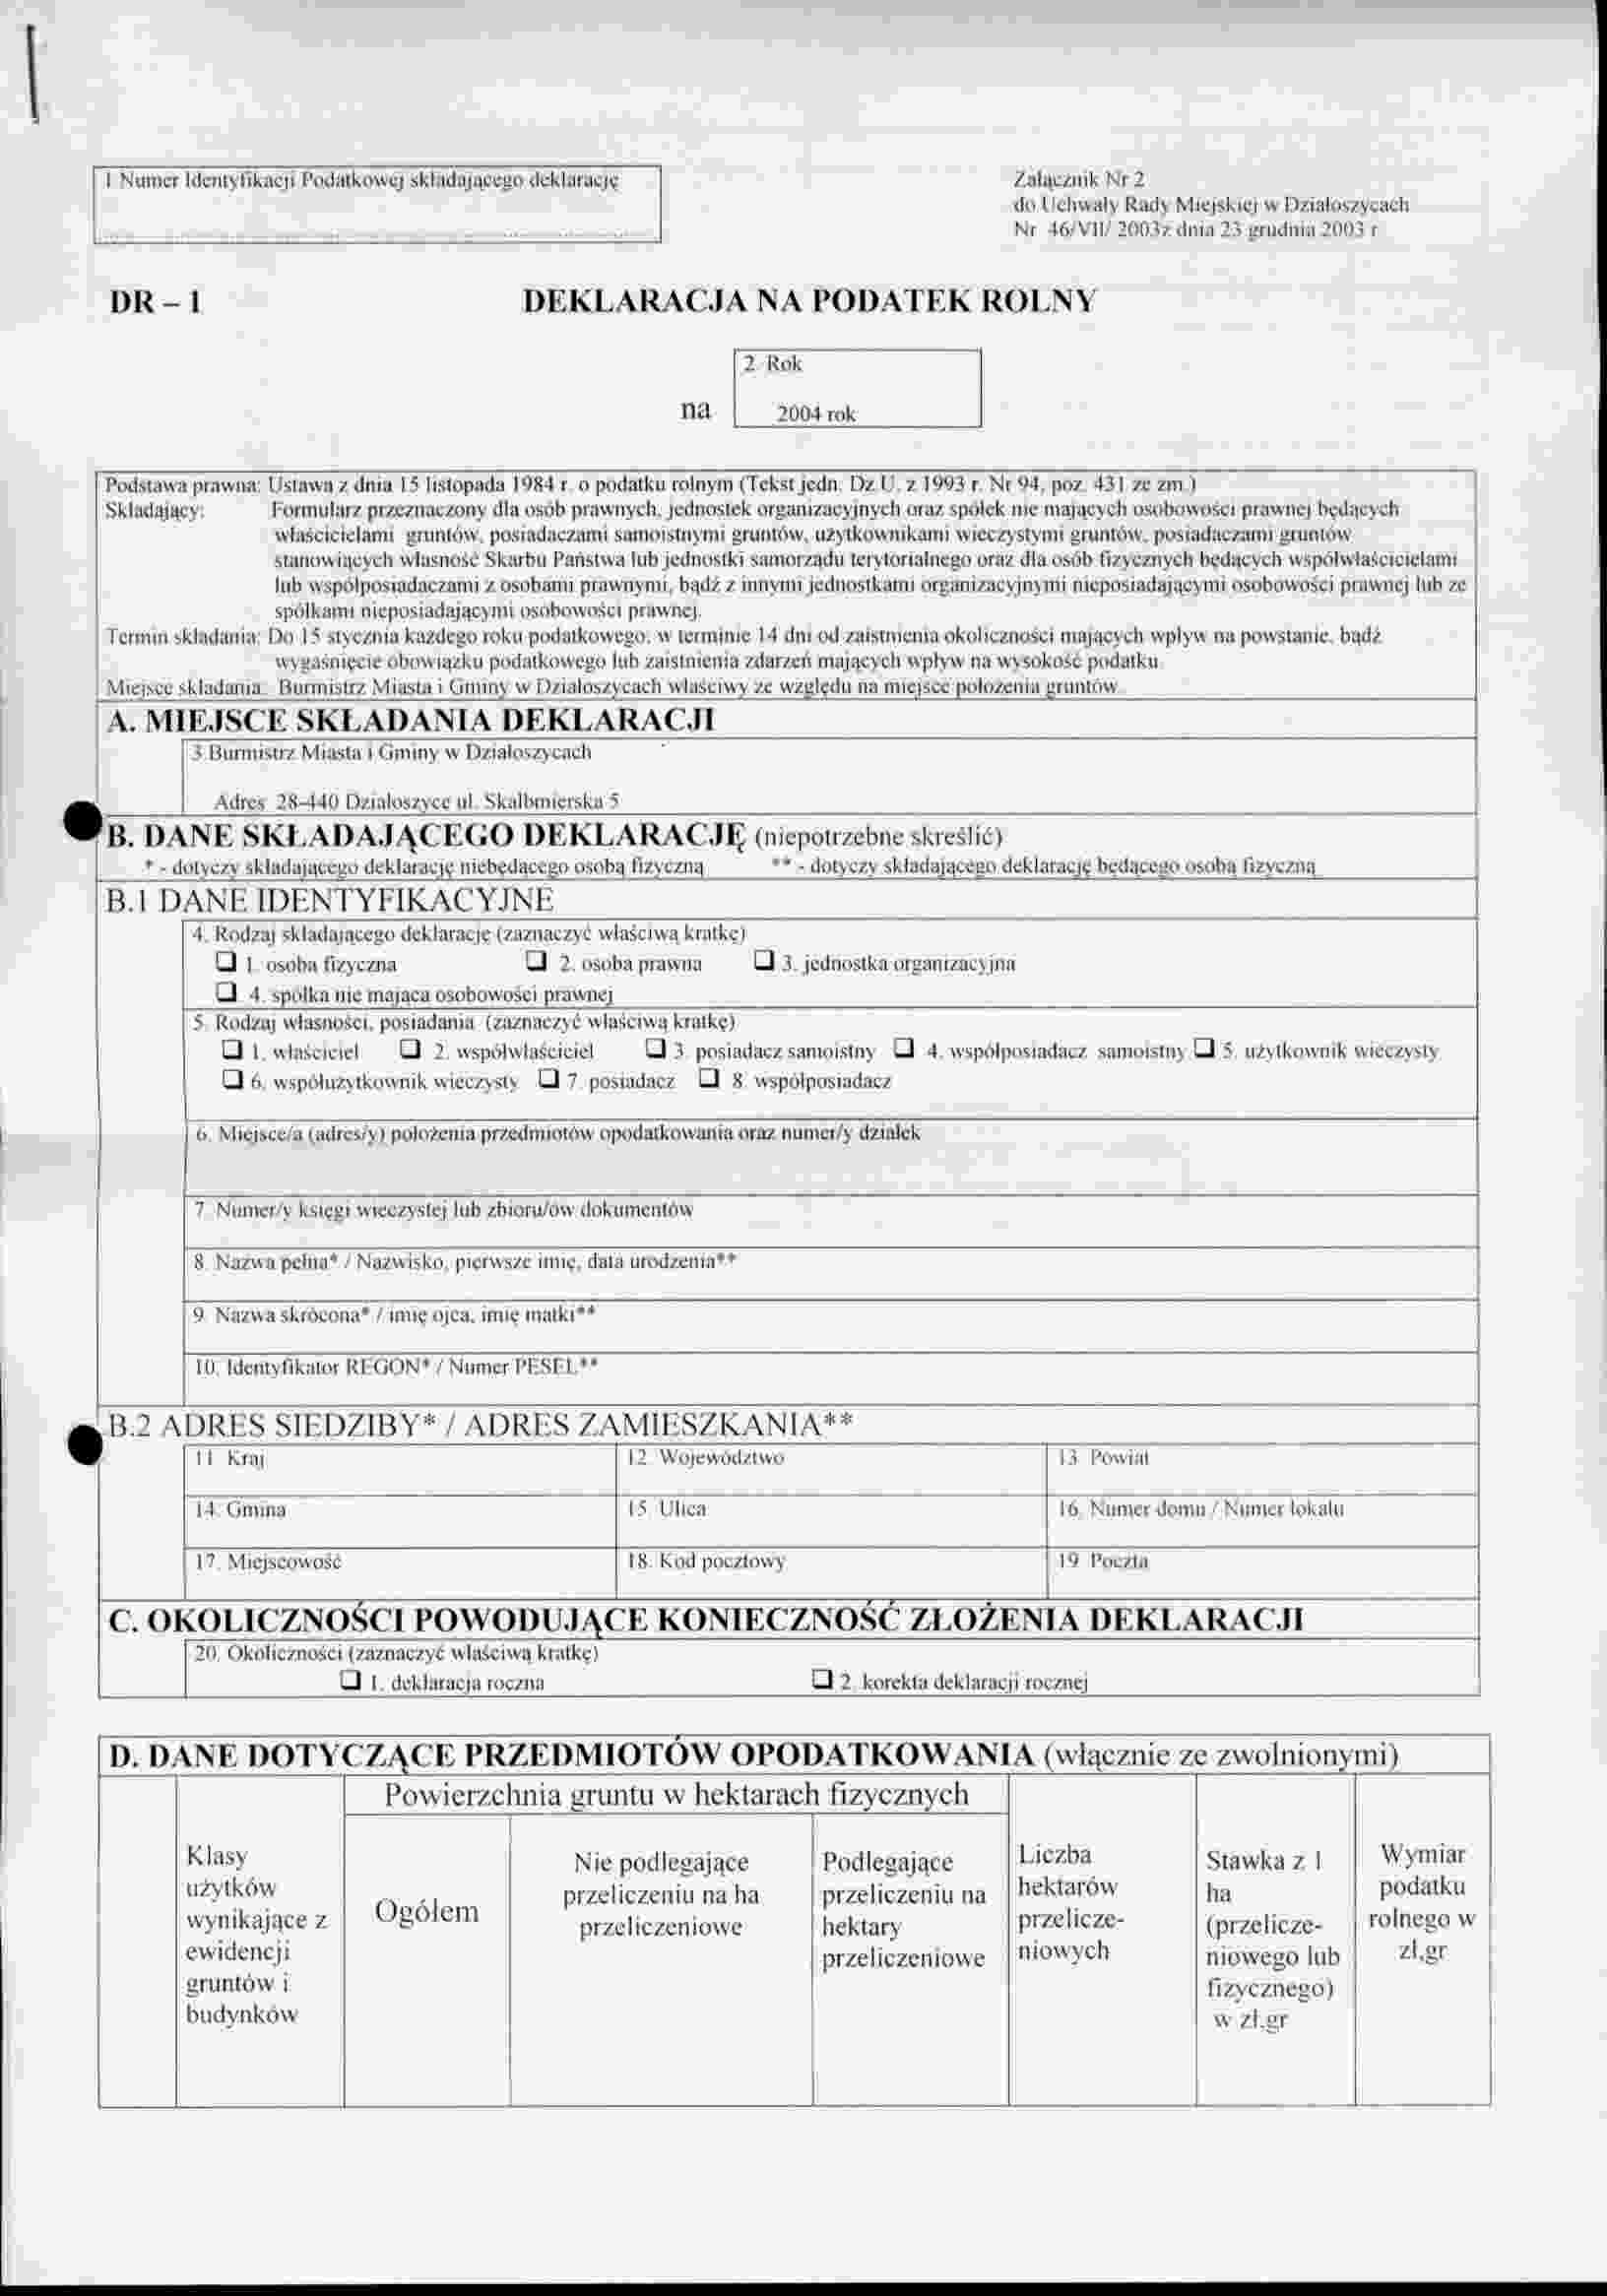 1 Numer Identyfikacji Podatkowej składającego deklarację
Załącznik Nr 2
do Uchwały Rady Miejskiej w Działoszycach
Nr 46/VII/ 2003z dnia 23 grudnia 2003 r
DR – 1
DEKLARACJA NA PODATEK ROLNY
2. Rok
na
2004 rok
Podstawa prawna: Ustawa z dnia 15 listopada 1984 r. o podatku rolnym (Tekst jedn. Dz.U. z 1993 r. Nr 94, poz. 431 ze zm.)
Składający: Formularz przeznaczony dla osób prawnych, jednostek organizacyjnych oraz spółek nie mających osobowości prawnej będących
właścicielami gruntów, posiadaczami samoistnymi gruntów, użytkownikami wieczystymi gruntów, posiadaczami gruntów
stanowiących własność Skarbu Państwa lub jednostki samorządu terytorialnego oraz dla osób fizycznych będących współwłaścicielami
lub współposiadaczami z osobami prawnymi, bądź z innymi jednostkami organizacyjnymi nieposiadającymi osobowości prawnej lub ze
spółkami nieposiadającymi osobowości prawnej.
Termin składania: Do 15 stycznia każdego roku podatkowego, w terminie 14 dni od zaistnienia okoliczności mających wpływ na powstanie, bądź
wygaśnięcie obowiązku podatkowego lub zaistnienia zdarzeń mających wpływ na wysokość podatku.
Miejsce składania: Burmistrz Miasta i Gminy w Działoszycach właściwy ze względu na miejsce położenia gruntów
A. MIEJSCE SKŁADANIA DEKLARACJI
3.Burmistrz Miasta i Gminy w Działoszycach
Adres 28-440 Działoszyce ul. Skalbmierska 5
B. DANE SKŁADAJĄCEGO DEKLARACJĘ (niepotrzebne skreślić)
* - dotyczy składającego deklarację niebędącego osobą fizyczną ** - dotyczy składającego deklarację będącego osobą fizyczną
B.1 DANE IDENTYFIKACYJNE
4. Rodzaj składającego deklarację (zaznaczyć właściwą kratkę)
❑ 1. osoba fizyczna ❑ 2. osoba prawna ❑ 3. jednostka organizacyjna
❑ 4. spółka nie mająca osobowości prawnej
5. Rodzaj własności, posiadania (zaznaczyć właściwą kratkę)
❑ 1. właściciel ❑ 2. współwłaściciel ❑ 3. posiadacz samoistny ❑ 4. współposiadacz samoistny ❑ 5. użytkownik wieczysty
❑ 6. współużytkownik wieczysty ❑ 7. posiadacz ❑ 8. współposiadacz
6. Miejsce/a (adres/y) położenia przedmiotów opodatkowania oraz numer/y działek
7. Numer/y księgi wieczystej lub zbioru/ów dokumentów
8. Nazwa pełna* / Nazwisko, pierwsze imię, data urodzenia**
9. Nazwa skrócona* / imię ojca, imię matki**
10. Identyfikator REGON* / Numer PESEL**
B.2 ADRES SIEDZIBY* / ADRES ZAMIESZKANIA**
11. Kraj
12. Województwo
13. Powiat
14. Gmina
15. Ulica
16. Numer domu / Numer lokalu
17. Miejscowość
18. Kod pocztowy
19. Poczta
C. OKOLICZNOŚCI POWODUJĄCE KONIECZNOŚĆ ZŁOŻENIA DEKLARACJI
20. Okoliczności (zaznaczyć właściwą kratkę)
❑ 1. deklaracja roczna ❑ 2. korekta deklaracji rocznej
D. DANE DOTYCZĄCE PRZEDMIOTÓW OPODATKOWANIA (włącznie ze zwolnionymi)
Powierzchnia gruntu w hektarach fizycznych
Klasy
użytków
wynikające z
ewidencji
gruntów i
budynków
Ogółem
Nie podlegające
przeliczeniu na ha
przeliczeniowe
Podlegające
przeliczeniu na
hektary
przeliczeniowe
Liczba
hektarów
przelicze-
niowych
Stawka z 1
ha
(przelicze-
niowego lub
fizycznego)
w zł,gr
Wymiar
podatku
rolnego w
zł,gr